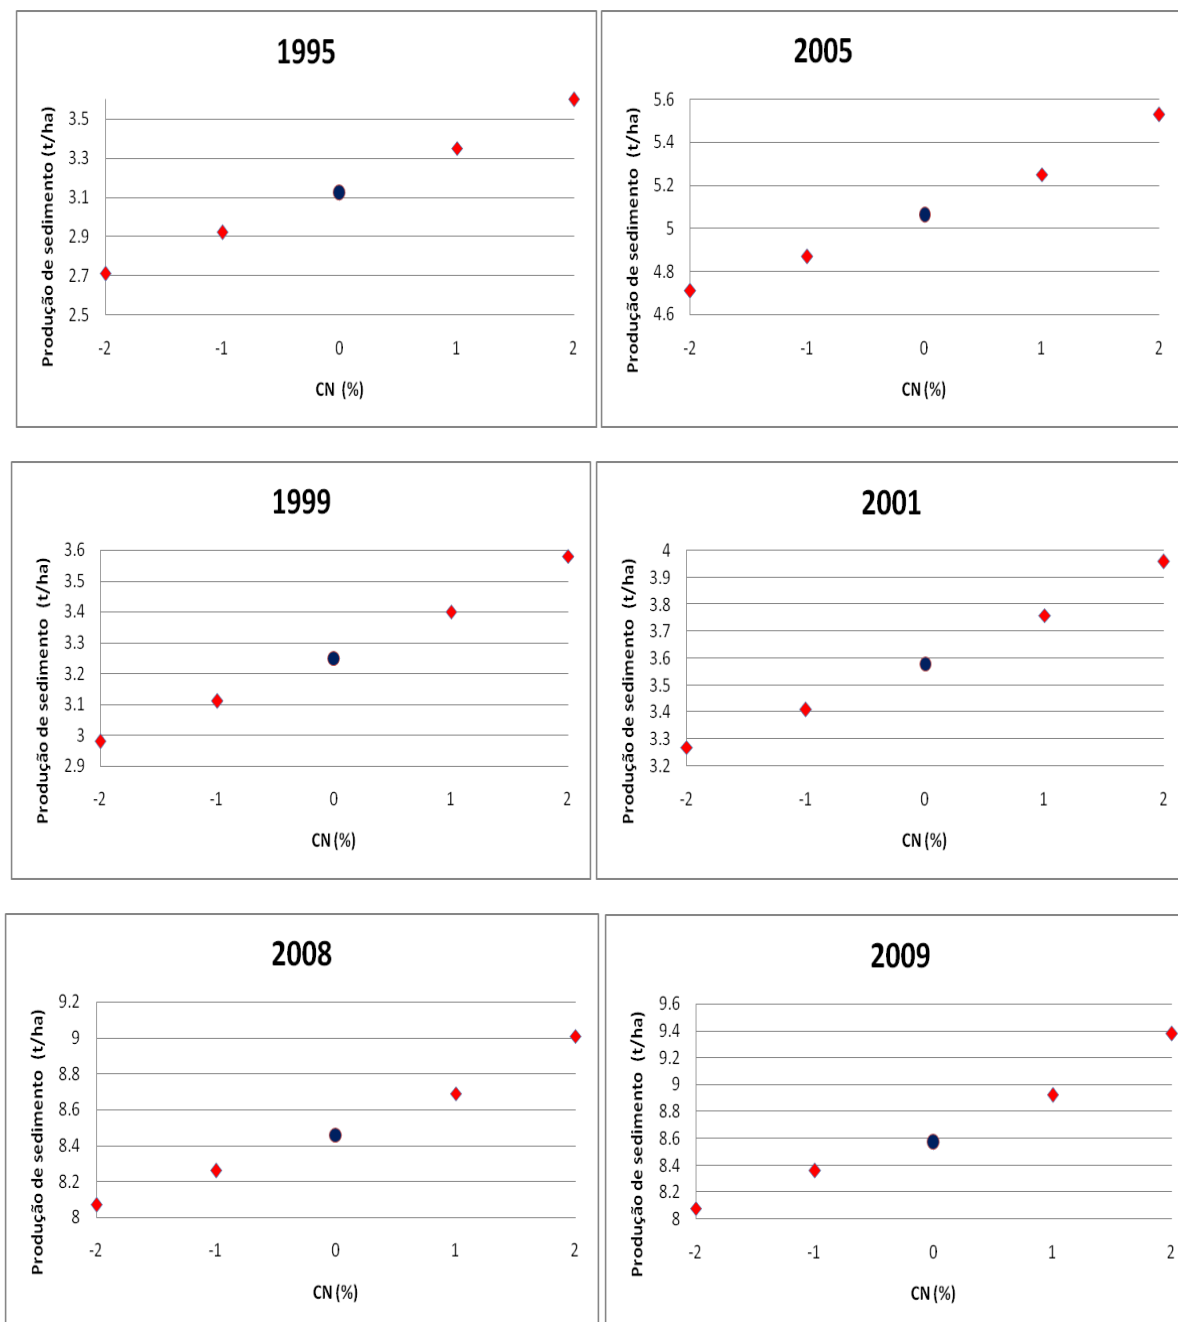 1995
Produção de sedimento (t/ha)
3.5
3.3
3.1
2.9
2.7
2.5
-2 -1 0 1 2
CN (%)
2005
Produção de sedimento (t/ha)
5.6
5.4
5.2
5
4.8
4.6
-2 -1 0 1 2
CN (%)
1999
Produção de sedimento (t/ha)
3.6
3.5
3.4
3.3
3.2
3.1
3
2.9
-2 -1 0 1 2
CN (%)
2001
Produção de sedimento (t/ha)
4
3.9
3.8
3.7
3.6
3.5
3.4
3.3
3.2
-2 -1 0 1 2
CN (%)
2008
Produção de sedimento (t/ha)
9.2
9
8.8
8.6
8.4
8.2
8
-2 -1 0 1 2
CN (%)
2009
Produção de sedimento (t/ha)
9.6
9.4
9.2
9
8.8
8.6
8.4
8.2
8
-2 -1 0 1 2
CN (%)